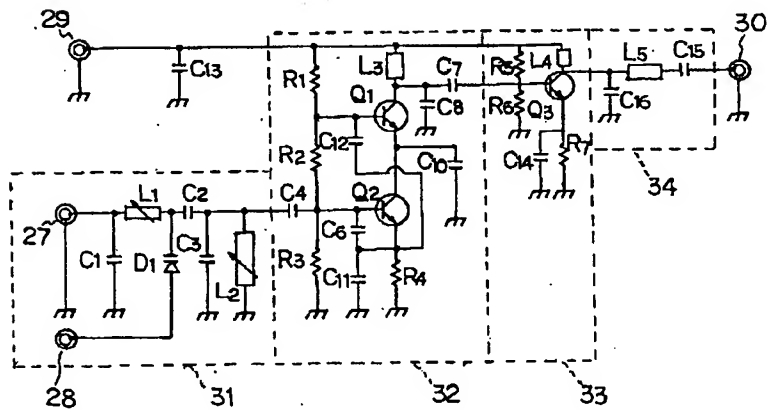 29
30
C13
R1
L3
C7
R5
L4
L5
C15
Q1
C8
R6
Q3
C16
C12
R2
C10
C14
R7
34
L1
C2
C4
Q2
27
C6
C1
D1
C3
L2
R3
C11
R4
28
31
32
33